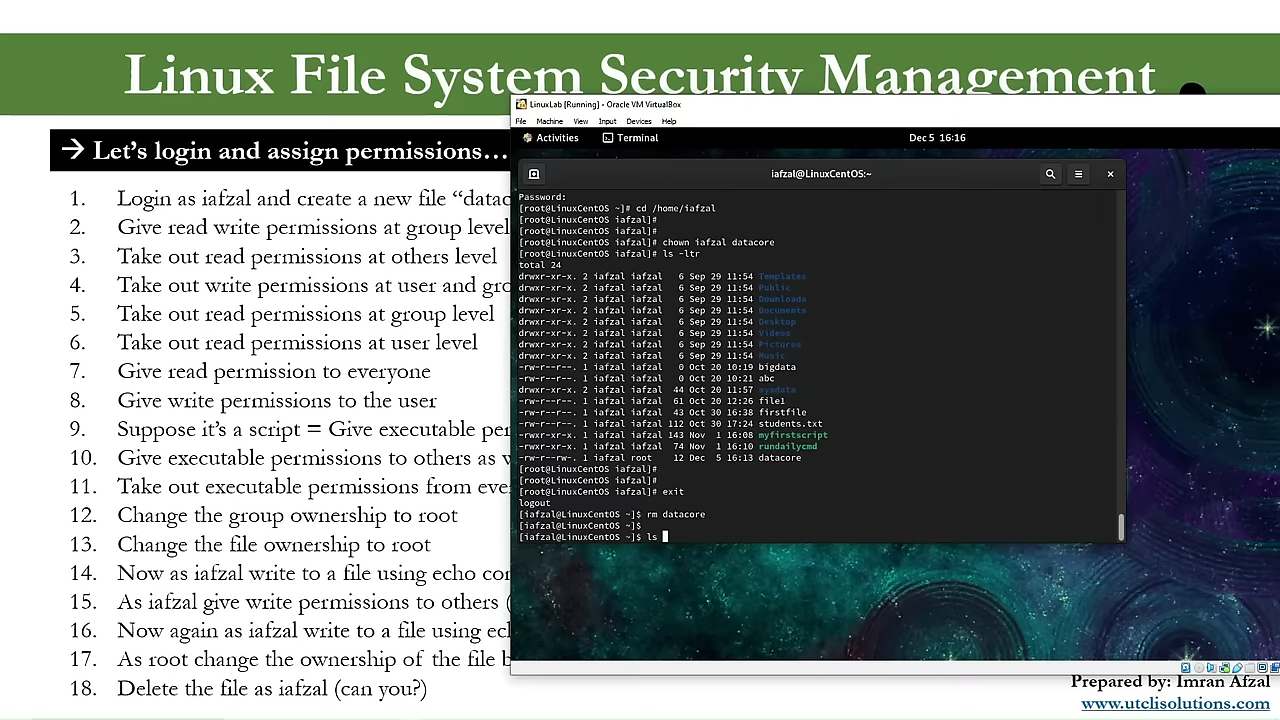 Linux File System Security Management
→ Let's login and assign permissions…
1. Login as iafzal and create a new file “datac
2. Give read write permissions at group level
3. Take out read permissions at others level
4. Take out write permissions at user and gro
5. Take out read permissions at group level
6. Take out read permissions at user level
7. Give read permission to everyone
8. Give write permissions to the user
9. Suppose it's a script = Give executable per
10. Give executable permissions to others as w
11. Take out executable permissions from eve
12. Change the group ownership to root
13. Change the file ownership to root
14. Now as iafzal write to a file using echo co
15. As iafzal give write permissions to others (
16. Now again as iafzal write to a file using ec
17. As root change the ownership of the file b
18. Delete the file as iafzal (can you?)
LinuxLab [Running] - Oracle VM VirtualBox
File Machine View Input Devices Help
Activities Terminal Dec 5 16:16
iafzal@LinuxCentOS:~
Password:
[root@LinuxCentOS ~]# cd /home/iafzal
[root@LinuxCentOS iafzal]#
[root@LinuxCentOS iafzal]#
[root@LinuxCentOS iafzal]# chown iafzal datacore
[root@LinuxCentOS iafzal]# ls -ltr
total 24
drwxr-xr-x. 2 iafzal iafzal 6 Sep 29 11:54 Templates
drwxr-xr-x. 2 iafzal iafzal 6 Sep 29 11:54 Public
drwxr-xr-x. 2 iafzal iafzal 6 Sep 29 11:54 Downloads
drwxr-xr-x. 2 iafzal iafzal 6 Sep 29 11:54 Documents
drwxr-xr-x. 2 iafzal iafzal 6 Sep 29 11:54 Desktop
drwxr-xr-x. 2 iafzal iafzal 6 Sep 29 11:54 Videos
drwxr-xr-x. 2 iafzal iafzal 6 Sep 29 11:54 Pictures
drwxr-xr-x. 2 iafzal iafzal 6 Sep 29 11:54 Music
-rw-r--r--. 1 iafzal iafzal 0 Oct 20 10:19 bigdata
-rw-r--r--. 1 iafzal iafzal 0 Oct 20 10:21 abc
drwxr-xr-x. 2 iafzal iafzal 44 Oct 20 11:57 sysdata
-rw-r--r--. 1 iafzal iafzal 61 Oct 20 12:26 file1
-rw-r--r--. 1 iafzal iafzal 43 Oct 30 16:38 firstfile
-rw-r--r--. 1 iafzal iafzal 112 Oct 30 17:24 students.txt
-rwxr-xr-x. 1 iafzal iafzal 143 Nov 1 16:08 myfirstscript
-rwxr-xr-x. 1 iafzal iafzal 74 Nov 1 16:10 rundailycmd
-rw-r--rw-. 1 iafzal root 12 Dec 5 16:13 datacore
[root@LinuxCentOS iafzal]#
[root@LinuxCentOS iafzal]#
[root@LinuxCentOS iafzal]# exit
logout
[iafzal@LinuxCentOS ~]$ rm datacore
[iafzal@LinuxCentOS ~]$
[iafzal@LinuxCentOS ~]$ ls
Prepared by: Imran Afzal
www.utclisolutions.com